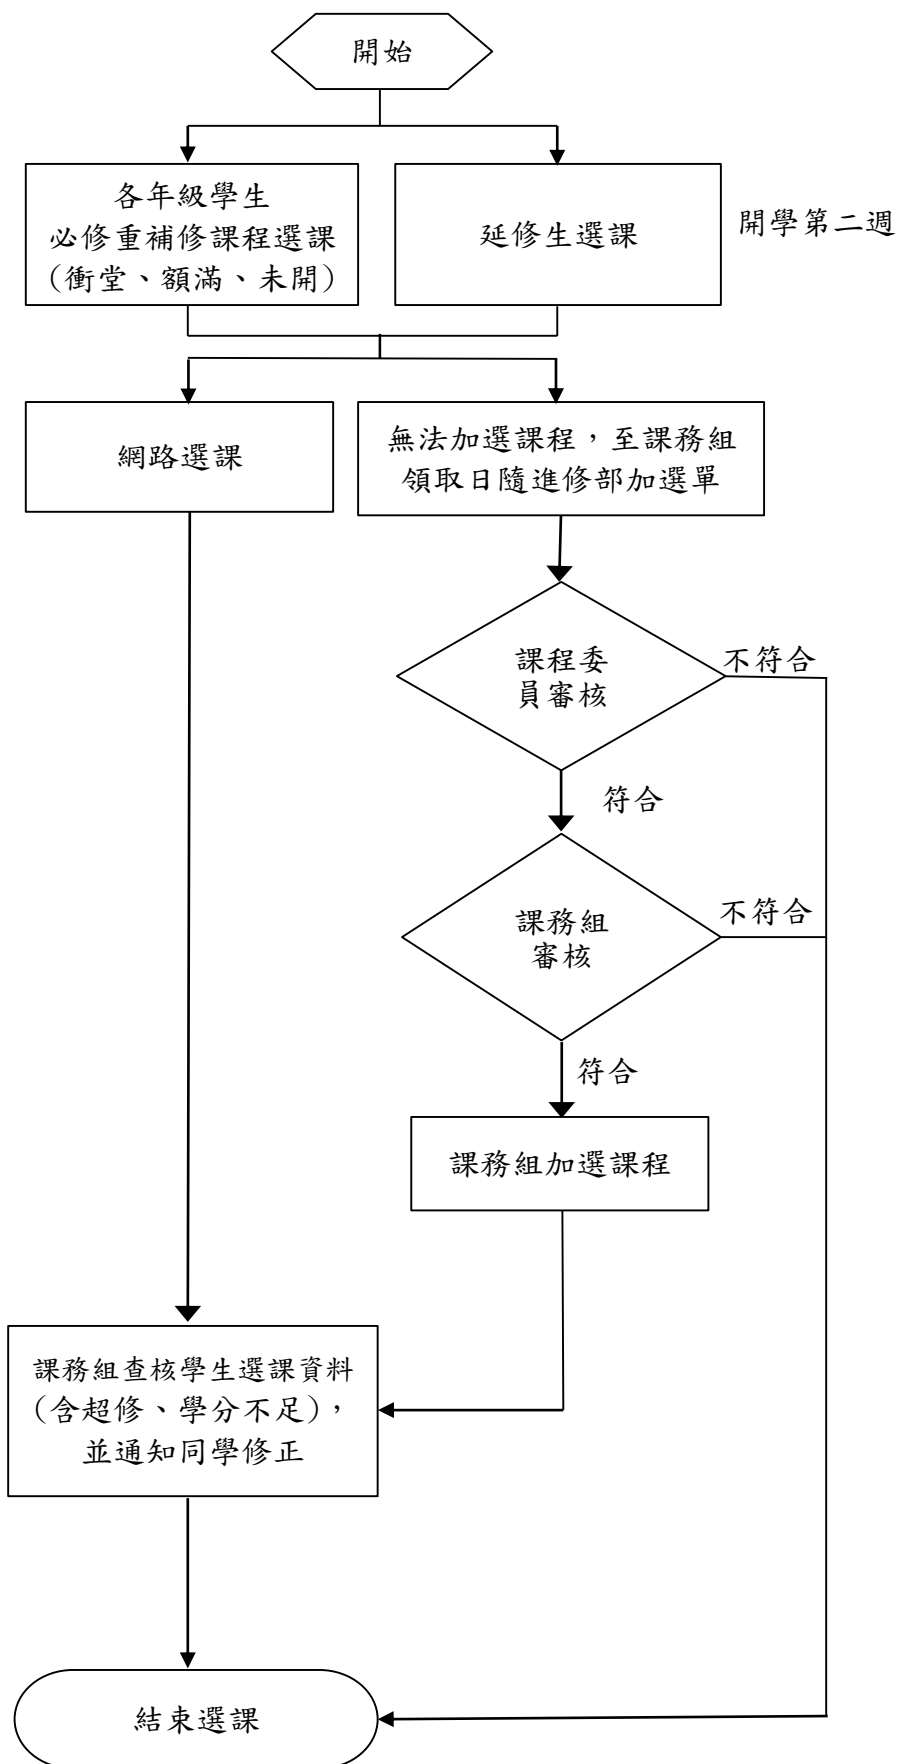 開始
各年級學生
必修重補修課程選課
(衝堂、額滿、未開)
延修生選課
開學第二週
網路選課
無法加選課程，至課務組
領取日隨進修部加選單
課程委
員審核
不符合
符合
課務組
審核
不符合
符合
課務組加選課程
課務組查核學生選課資料
(含超修、學分不足)，
並通知同學修正
結束選課